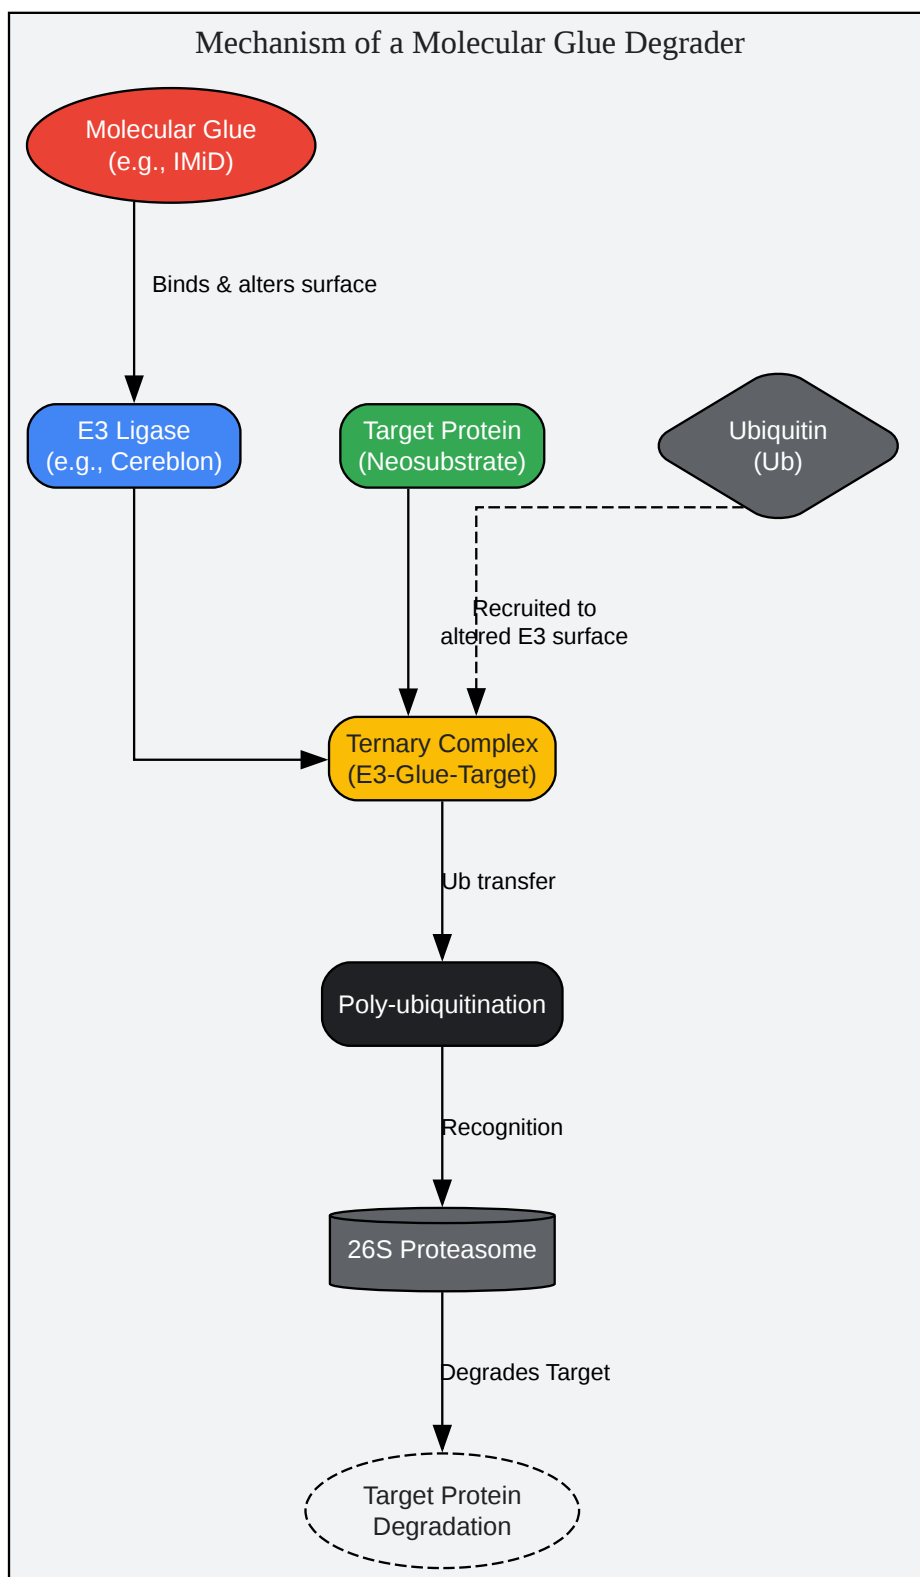 Mechanism of a Molecular Glue Degrader
Molecular Glue
(e.g., IMiD)
Binds & alters surface
E3 Ligase
(e.g., Cereblon)
Target Protein
(Neosubstrate)
Ubiquitin
(Ub)
Recruited to
altered E3 surface
Ternary Complex
(E3-Glue-Target)
Ub transfer
Poly-ubiquitination
Recognition
26S Proteasome
Degrades Target
Target Protein
Degradation